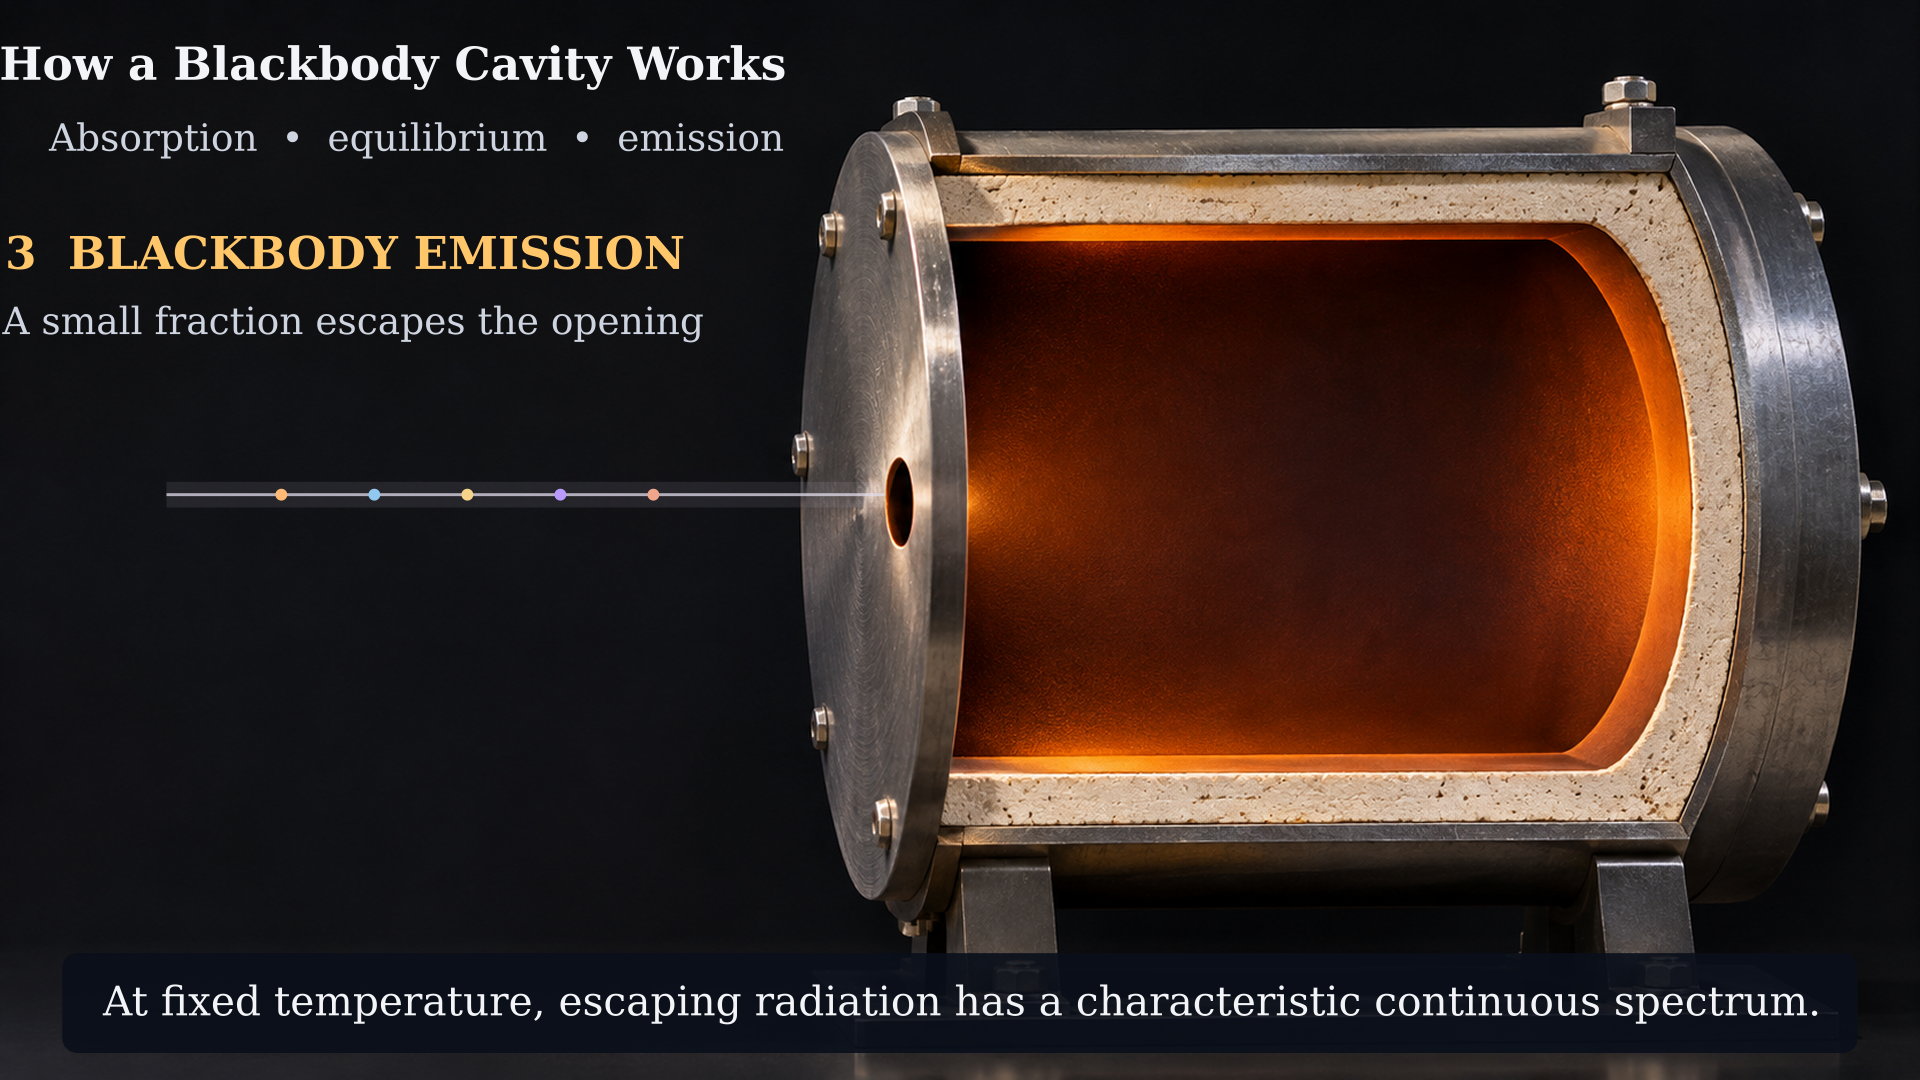 How a Blackbody Cavity Works
Absorption • equilibrium • emission
3 BLACKBODY EMISSION
A small fraction escapes the opening
At fixed temperature, escaping radiation has a characteristic continuous spectrum.